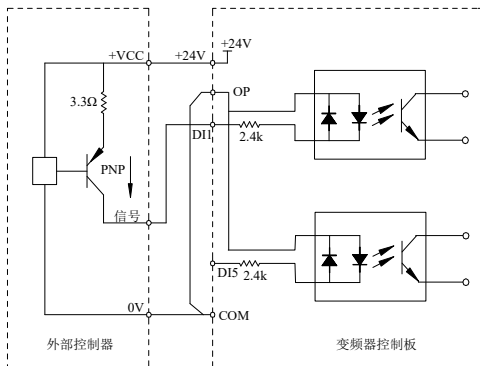 +24V
+VCC
+24V
OP
3.3Ω
DI1
2.4k
PNP
信号
DI5
2.4k
0V
COM
外部控制器
变频器控制板